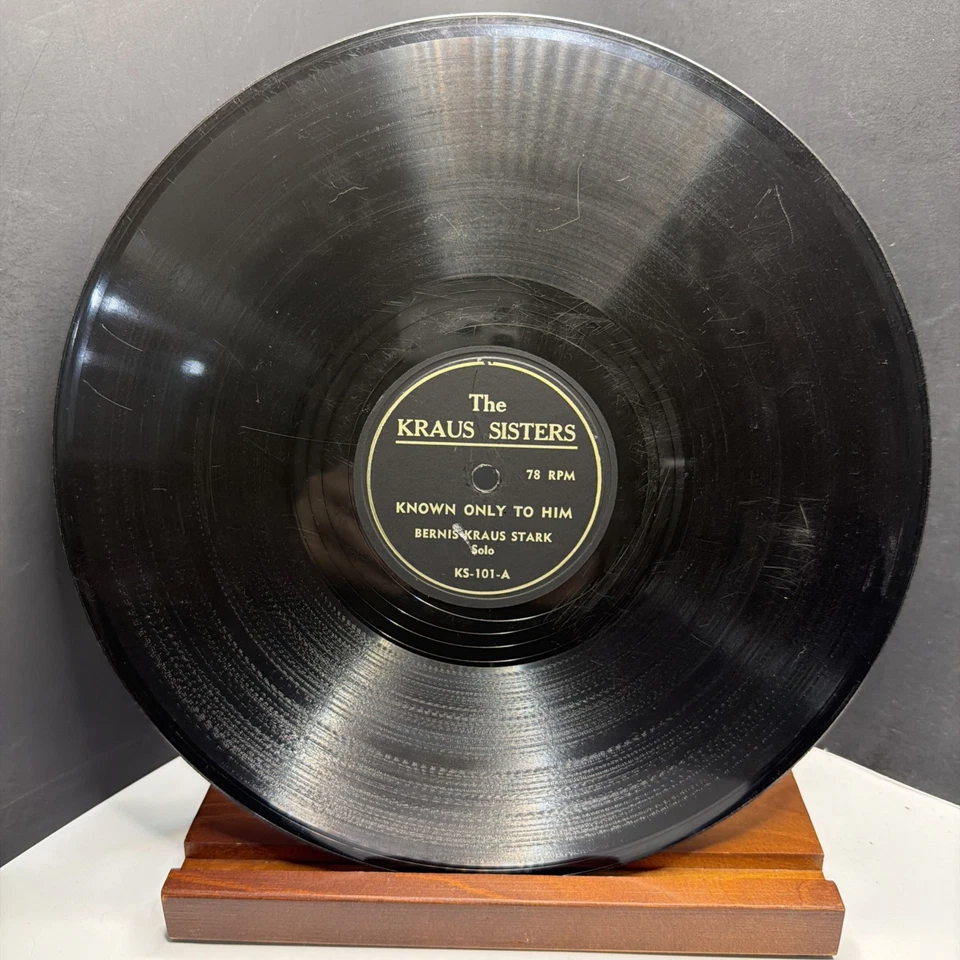 The
KRAUS SISTERS
78 RPM
KNOWN ONLY TO HIM
BERNIS KRAUS STARK
Solo
KS-101-A